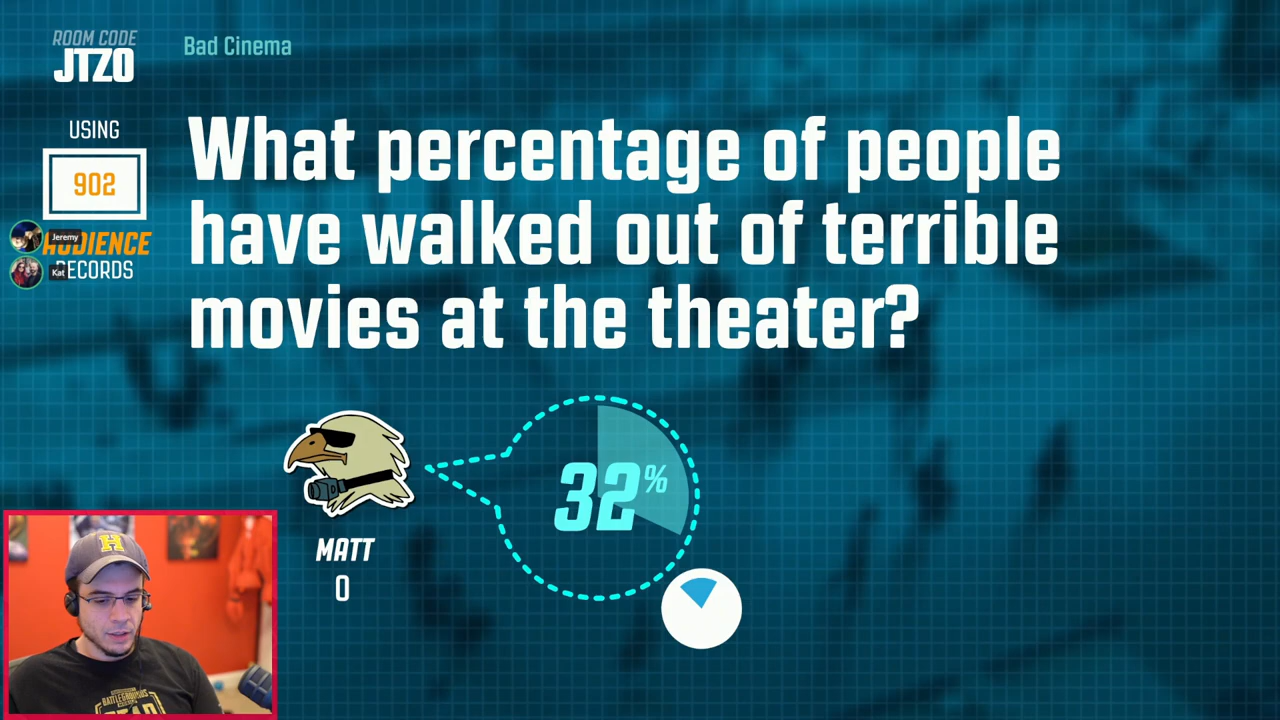 ROOM CODE
JTZO
Bad Cinema
USING
902
AUDIENCE
RECORDS
Jeremy
Kat
What percentage of people
have walked out of terrible
movies at the theater?
32%
MATT
0
H
BATTLEGROUNDS